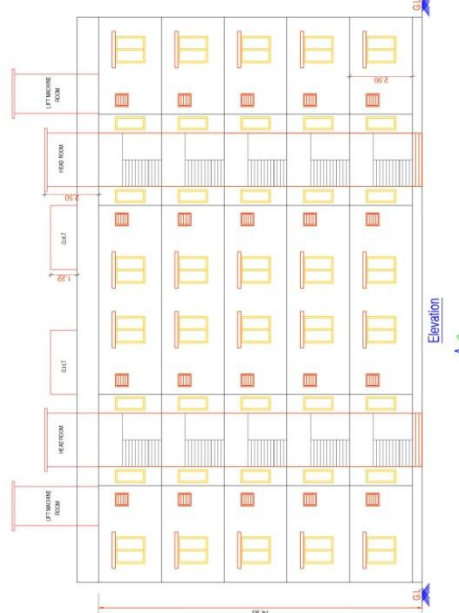 LIFT MACHINE
ROOM
HEAD ROOM
O.H.T
O.H.T
HEAD ROOM
LIFT MACHINE
ROOM
2.50
1.22
2.90
G.L
G.L
Elevation